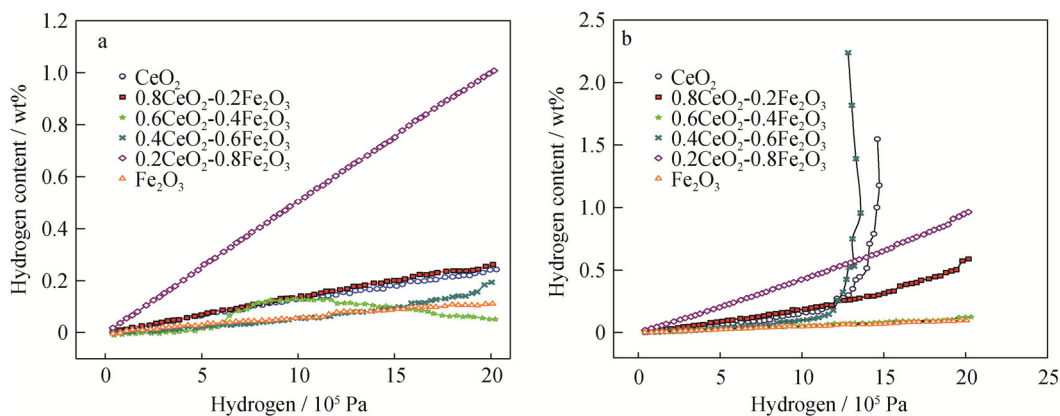 a
1.2
1.0
0.8
0.6
0.4
0.2
0
Hydrogen content / wt%
CeO₂
0.8CeO₂-0.2Fe₂O₃
0.6CeO₂-0.4Fe₂O₃
0.4CeO₂-0.6Fe₂O₃
0.2CeO₂-0.8Fe₂O₃
Fe₂O₃
0 5 10 15 20
Hydrogen / 10⁵ Pa
b
2.5
2.0
1.5
1.0
0.5
0
Hydrogen content / wt%
CeO₂
0.8CeO₂-0.2Fe₂O₃
0.6CeO₂-0.4Fe₂O₃
0.4CeO₂-0.6Fe₂O₃
0.2CeO₂-0.8Fe₂O₃
Fe₂O₃
0 5 10 15 20 25
Hydrogen / 10⁵ Pa